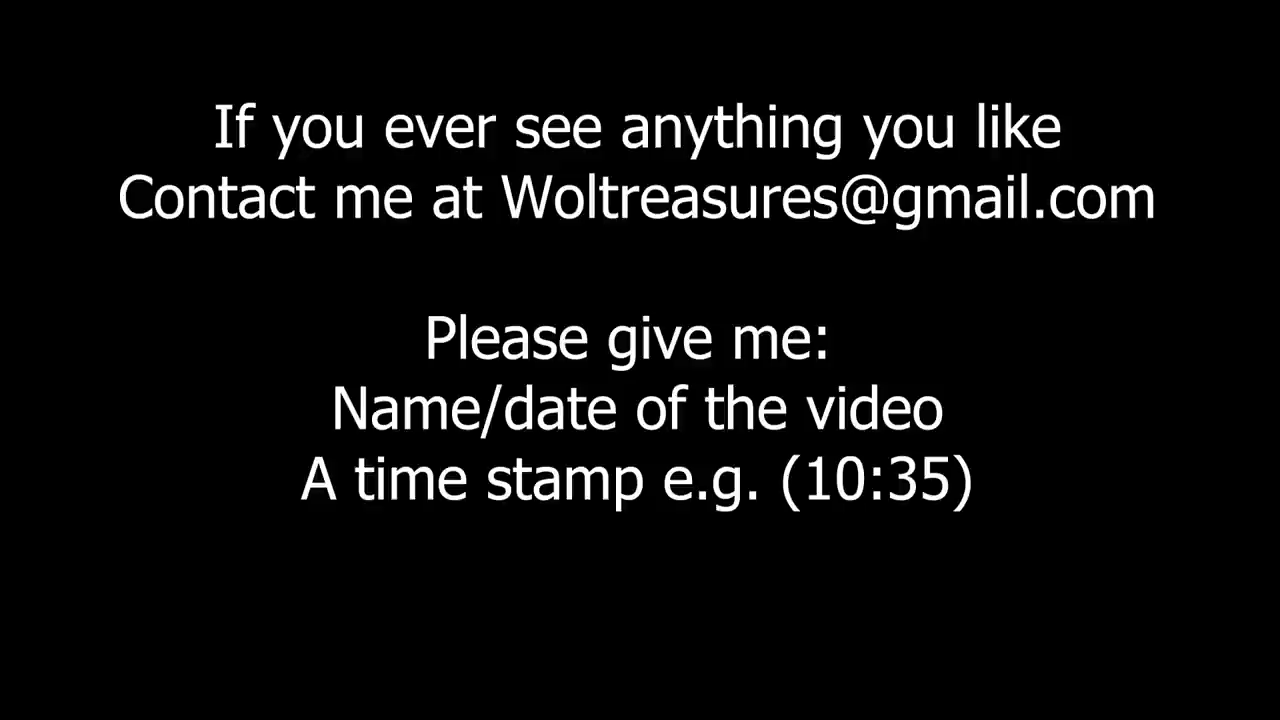 If you ever see anything you like
Contact me at Woltreasures@gmail.com
Please give me:
Name/date of the video
A time stamp e.g. (10:35)